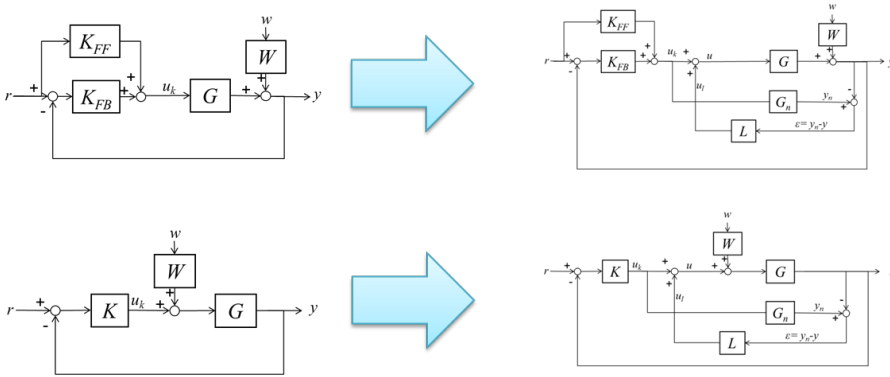 w
K_FF
W
+
+
+
r
+
K_FB
+
u_k
G
+
y
-
w
K_FF
W
+
+
r
+
K_FB
+
u_k
+
u
G
+
-
+
u_l
G_n
y_n
-
+
L
ε= y_n-y
w
W
+
r
+
K
u_k
+
G
y
-
w
W
+
r
+
K
u_k
+
u
+
G
-
+
u_l
G_n
y_n
-
+
L
ε= y_n-y